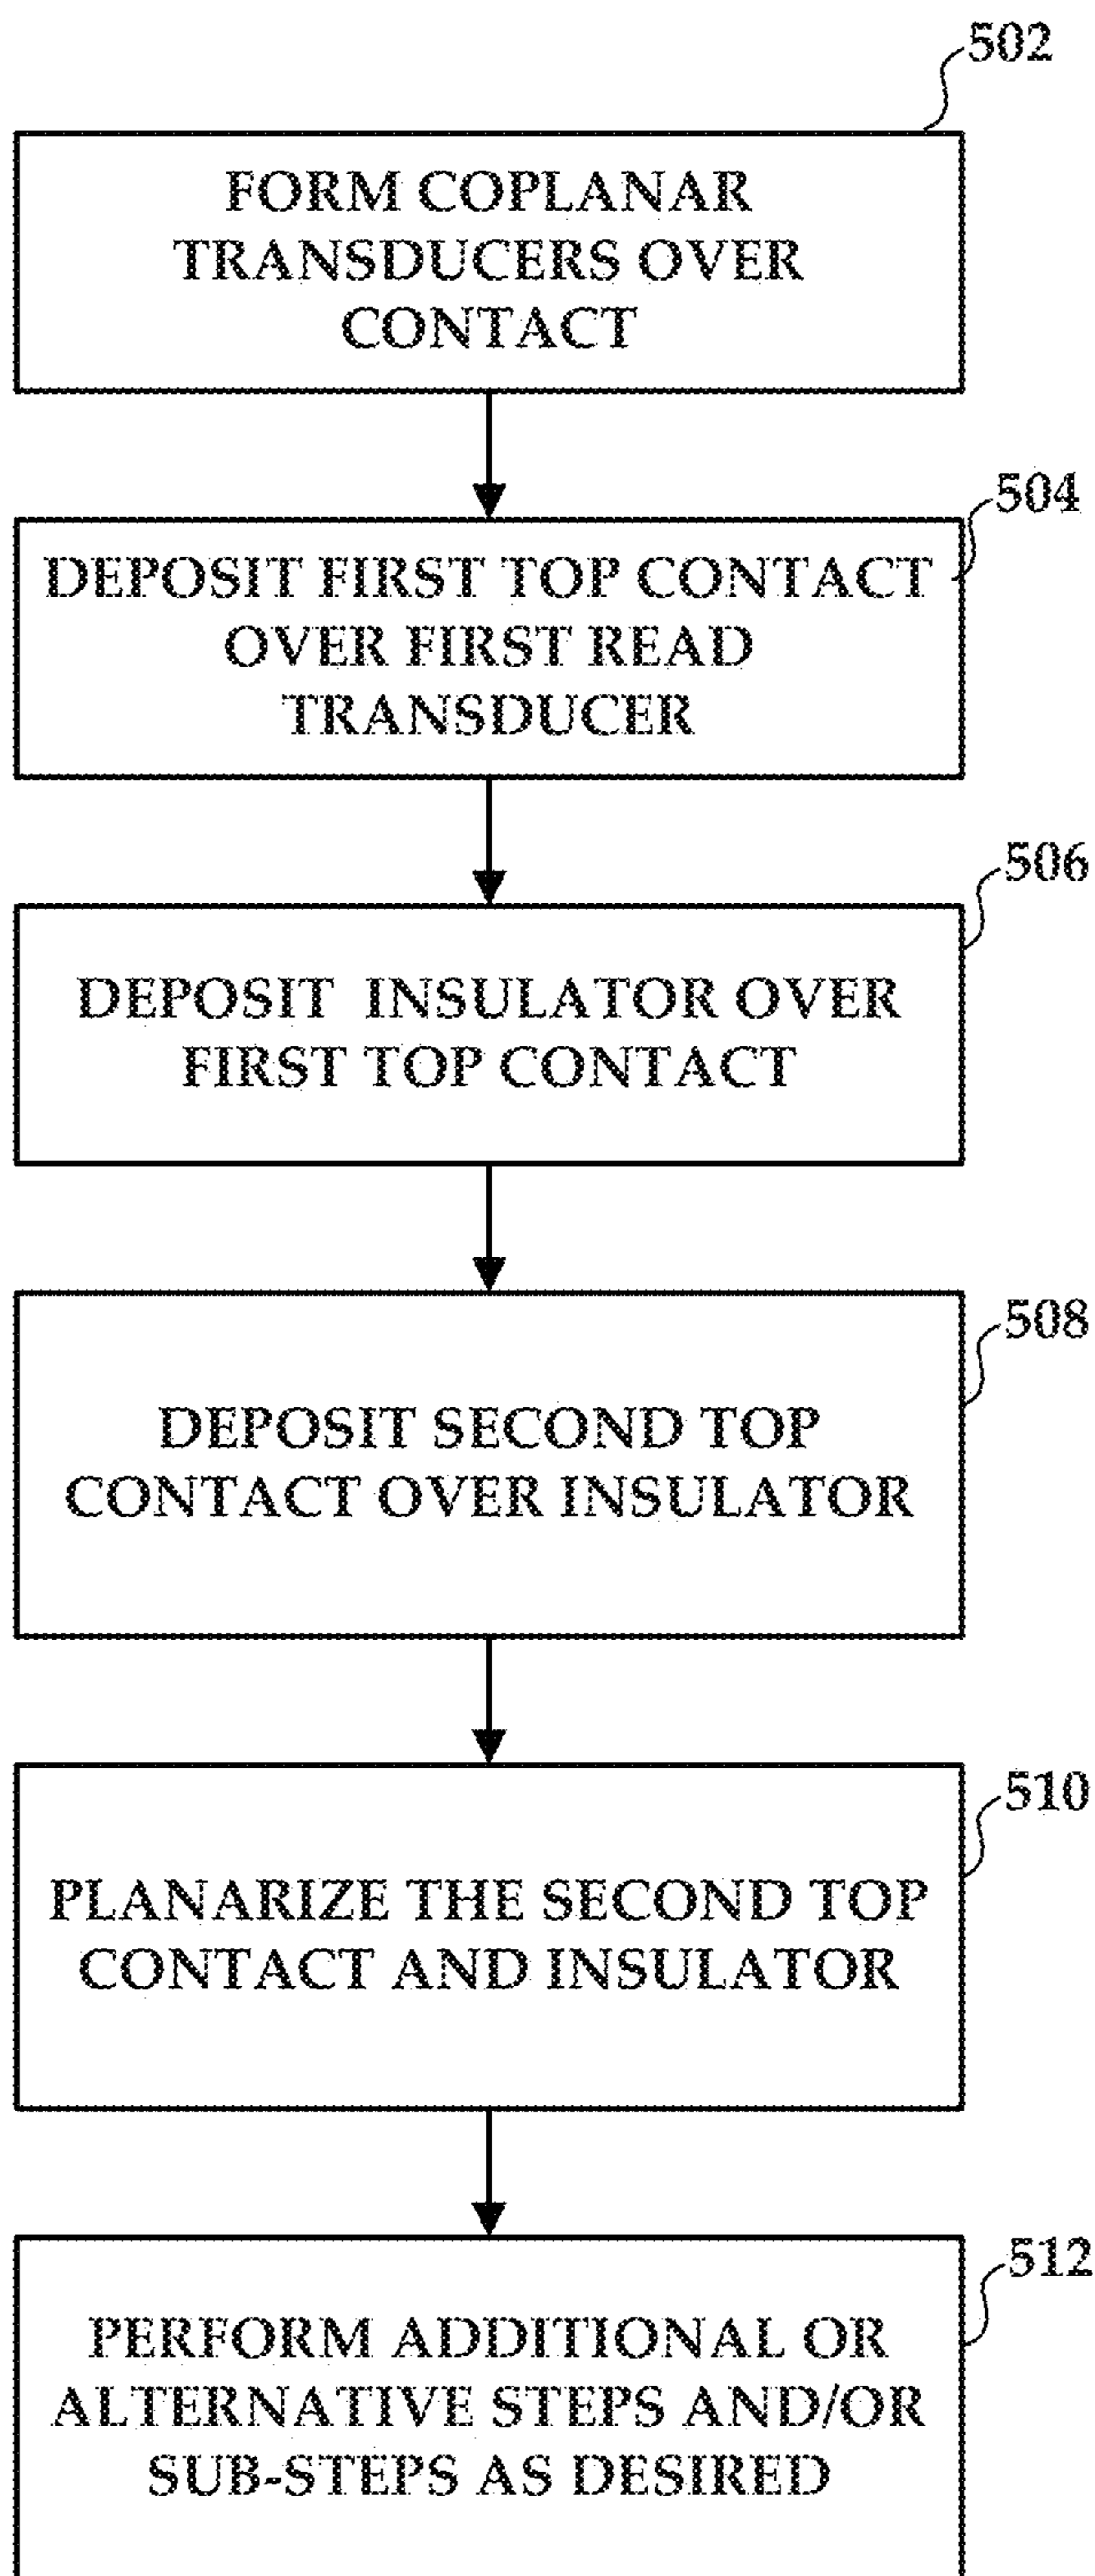 502
FORM COPLANAR
TRANSDUCERS OVER
CONTACT
504
DEPOSIT FIRST TOP CONTACT
OVER FIRST READ
TRANSDUCER
506
DEPOSIT INSULATOR OVER
FIRST TOP CONTACT
508
DEPOSIT SECOND TOP
CONTACT OVER INSULATOR
510
PLANARIZE THE SECOND TOP
CONTACT AND INSULATOR
512
PERFORM ADDITIONAL OR
ALTERNATIVE STEPS AND/OR
SUB-STEPS AS DESIRED